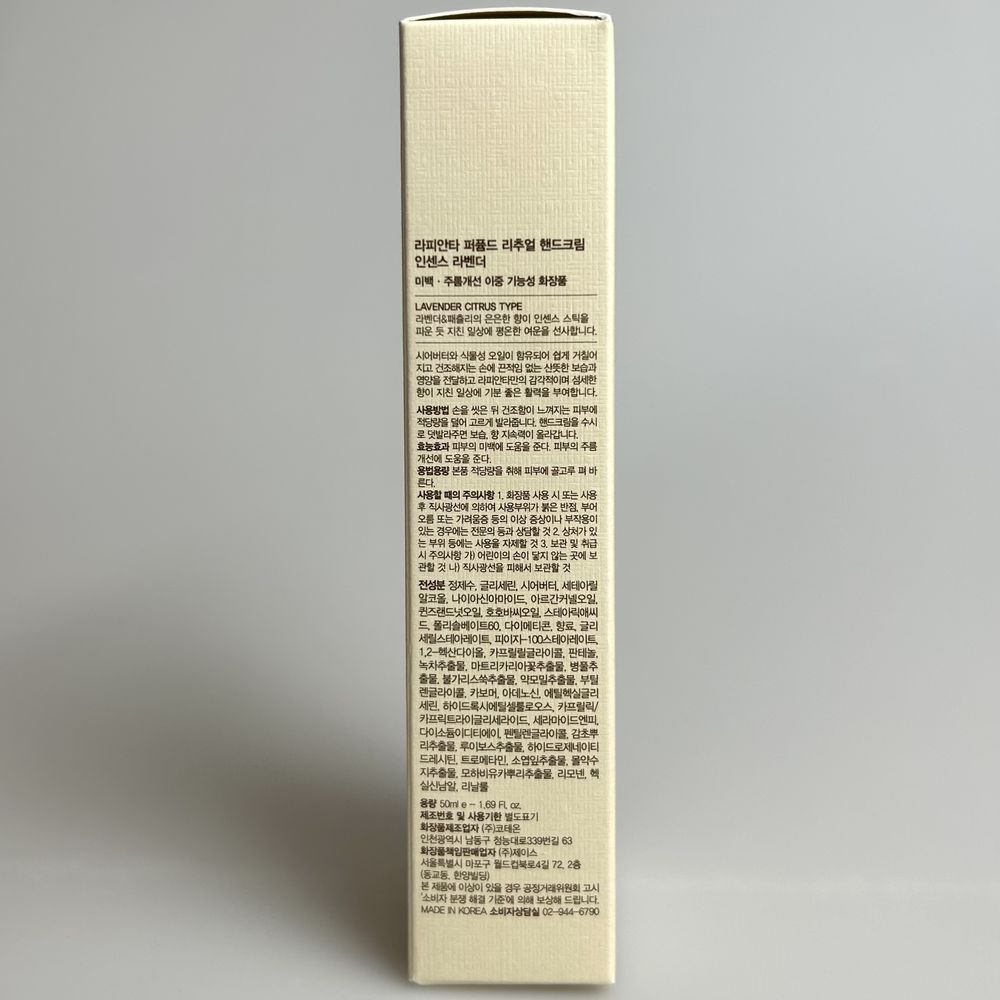 라피안타 퍼퓸드 리추얼 핸드크림
인센스 라벤더
미백 · 주름개선 이중 기능성 화장품
LAVENDER CITRUS TYPE
라벤더&패츌리의 은은한 향이 인센스 스틱을
피운 듯 지친 일상에 평온한 여운을 선사합니다.
시어버터와 식물성 오일이 함유되어 쉽게 거칠어
지고 건조해지는 손에 끈적임 없는 산뜻한 보습과
영양을 전달하고 라피안타만의 감각적이며 섬세한
향이 지친 일상에 기분 좋은 활력을 부여합니다.
사용방법 손을 씻은 뒤 건조함이 느껴지는 피부에
적당량을 덜어 고르게 발라줍니다. 핸드크림을 수시
로 덧발라주면 보습, 향 지속력이 올라갑니다.
효능효과 피부의 미백에 도움을 준다. 피부의 주름
개선에 도움을 준다.
용법용량 본품 적당량을 취해 피부에 골고루 펴 바
른다.
사용할 때의 주의사항 1. 화장품 사용 시 또는 사용
후 직사광선에 의하여 사용부위가 붉은 반점, 부어
오름 또는 가려움증 등의 이상 증상이나 부작용이
있는 경우에는 전문의 등과 상담할 것 2. 상처가 있
는 부위 등에는 사용을 자제할 것 3. 보관 및 취급
시 주의사항 가) 어린이의 손이 닿지 않는 곳에 보
관할 것 나) 직사광선을 피해서 보관할 것
전성분 정제수, 글리세린, 시어버터, 세테아릴
알코올, 나이아신아마이드, 아르간커넬오일,
퀸즈랜드넛오일, 호호바씨오일, 스테아릭애씨
드, 폴리솔베이트60, 다이메티콘, 향료, 글리
세릴스테아레이트, 피이지-100스테아레이트,
1,2-헥산다이올, 카프릴릴글라이콜, 판테놀,
녹차추출물, 마트리카리아꽃추출물, 병풀추
출물, 불가리스쑥추출물, 약모밀추출물, 부틸
렌글라이콜, 카보머, 아데노신, 에틸헥실글리
세린, 하이드록시에틸셀룰로오스, 카프릴릭/
카프릭트라이글리세라이드, 세라마이드엔피,
다이소듐이디티에이, 펜틸렌글라이콜, 감초뿌
리추출물, 루이보스추출물, 하이드로제네이티
드레시틴, 트로메타민, 소엽잎추출물, 몰약수
지추출물, 모하비유카뿌리추출물, 리모넨, 헥
실신남알, 리날룰
용량 50ml e - 1.69 Fl. oz.
제조번호 및 사용기한 별도표기
화장품제조업자 (주)코테온
인천광역시 남동구 청능대로339번길 63
화장품책임판매업자 (주)제이스
서울특별시 마포구 월드컵북로4길 72, 2층
(동교동, 한양빌딩)
본 제품에 이상이 있을 경우 공정거래위원회 고시
'소비자 분쟁 해결 기준'에 의해 보상해 드립니다.
MADE IN KOREA 소비자상담실 02-944-6790